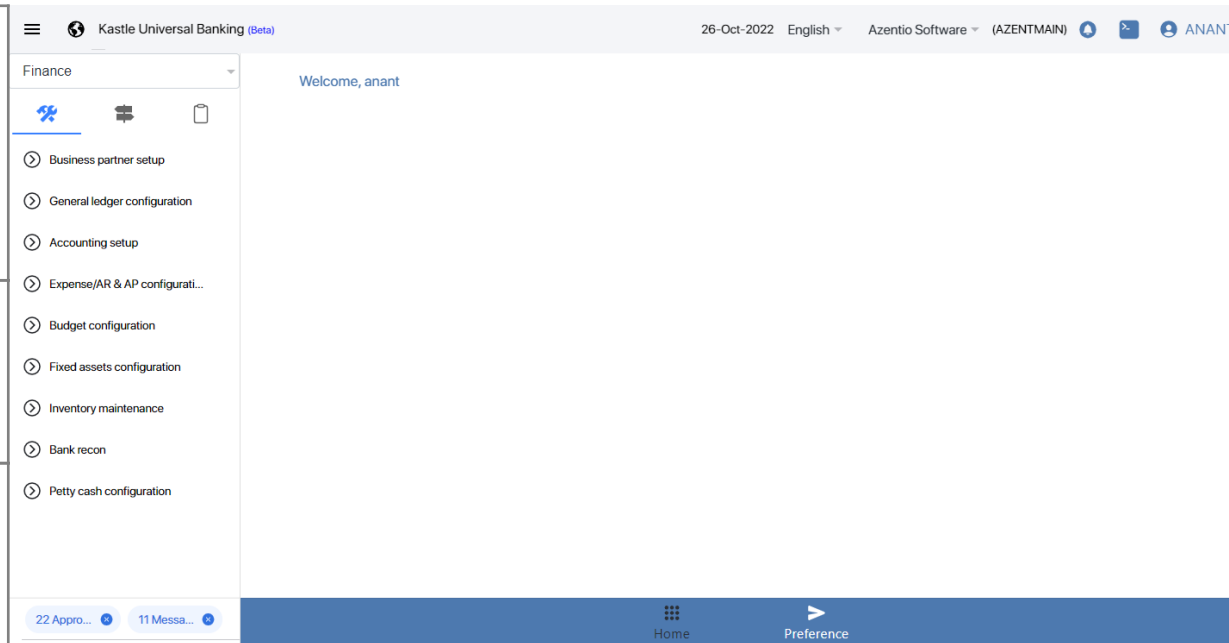 Kastle Universal Banking (Beta)
26-Oct-2022 English Azentio Software (AZENTMAIN) ANANT
Finance
Welcome, anant
Business partner setup
General ledger configuration
Accounting setup
Expense/AR & AP configurati...
Budget configuration
Fixed assets configuration
Inventory maintenance
Bank recon
Petty cash configuration
22 Appro... 11 Messa...
Home Preference